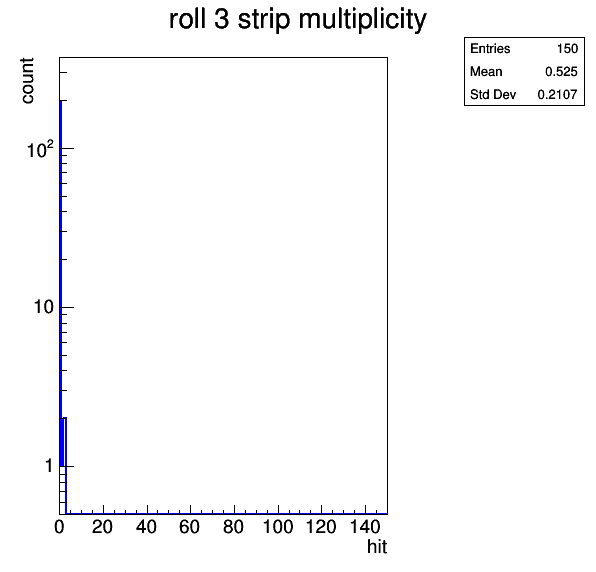 roll 3 strip multiplicity
Entries 150
Mean 0.525
Std Dev 0.2107
count
10²
10
1
0 20 40 60 80 100 120 140
hit